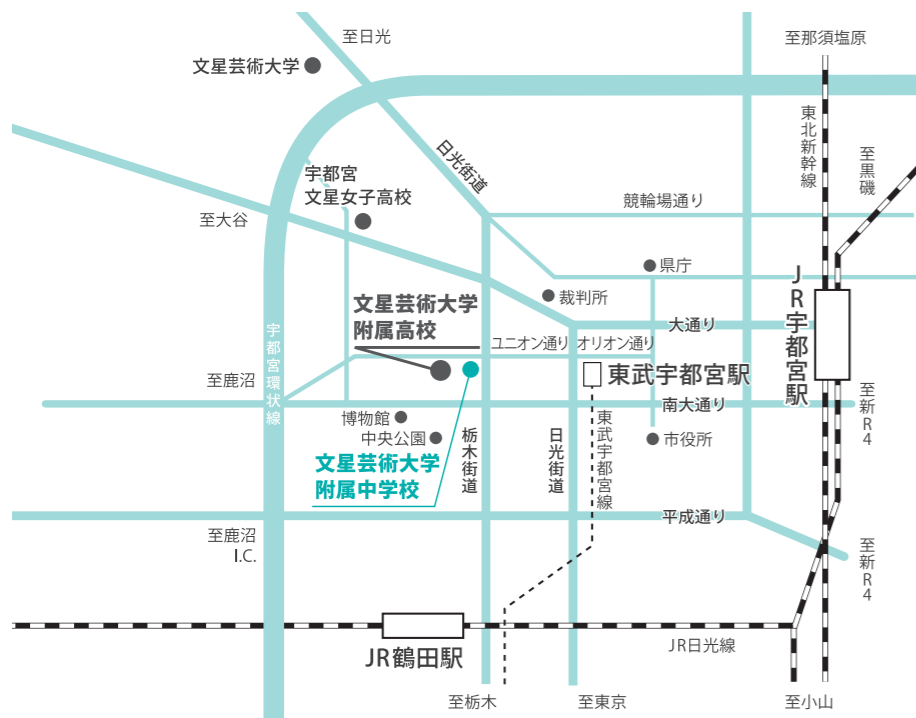 至日光
至那須塩原
文星芸術大学
東北新幹線
至黒磯
日光街道
宇都宮
文星女子高校
競輪場通り
至大谷
県庁
裁判所
JR宇都宮駅
文星芸術大学
附属高校
大通り
宇都宮環状線
ユニオン通り
オリオン通り
東武宇都宮駅
至鹿沼
至新R4
南大通り
博物館
中央公園
栃木街道
日光街道
東武宇都宮線
市役所
文星芸術大学
附属中学校
平成通り
至鹿沼
I.C.
至新R4
JR鶴田駅
JR日光線
至栃木
至東京
至小山